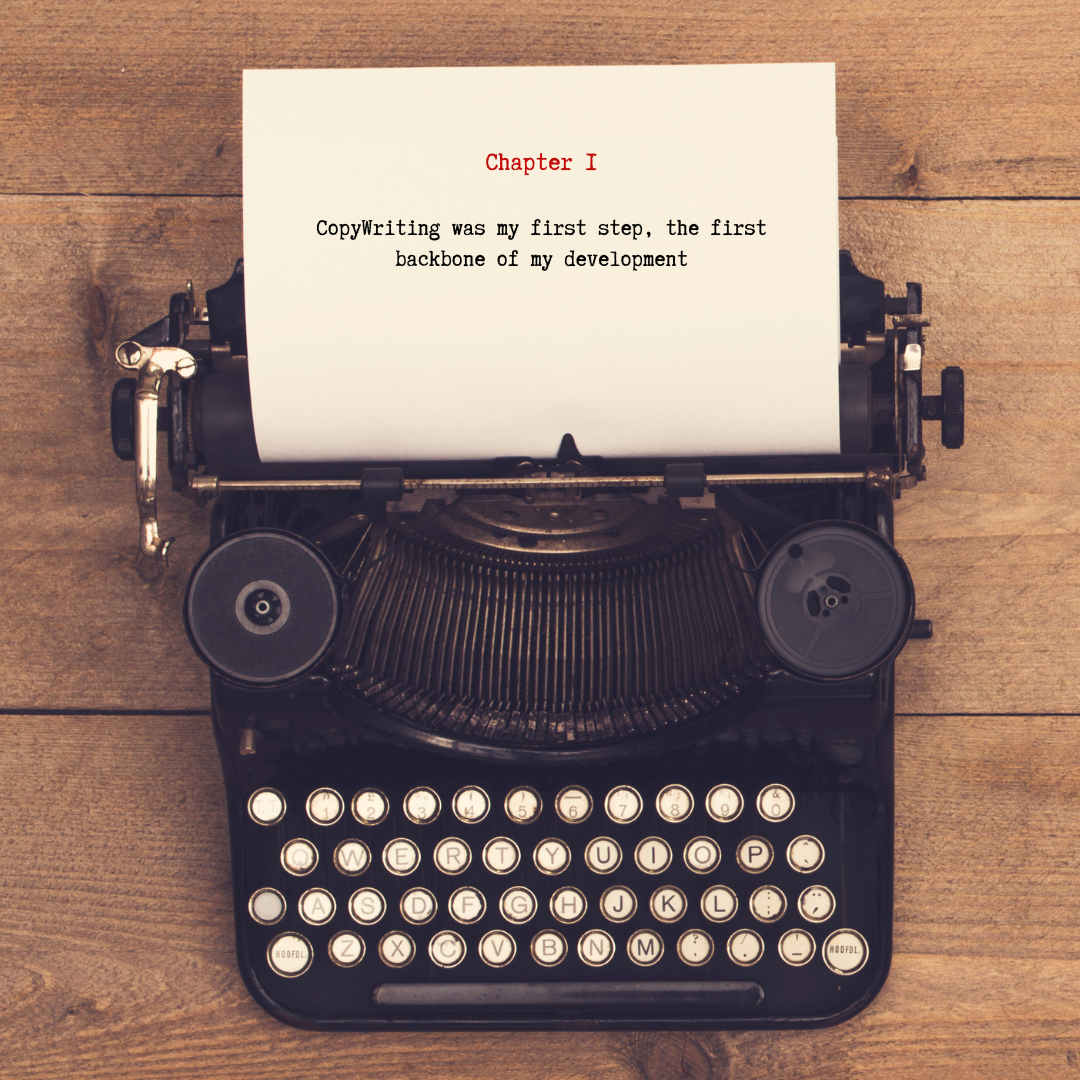 Chapter I
CopyWriting was my first step, the first
backbone of my development
1 2 3 4 5 6 7 8 9 & 0
Q W E R T Y U I O P
A S D F G H J K L
HOOFDL. Z X C V B N M HOOFDL.